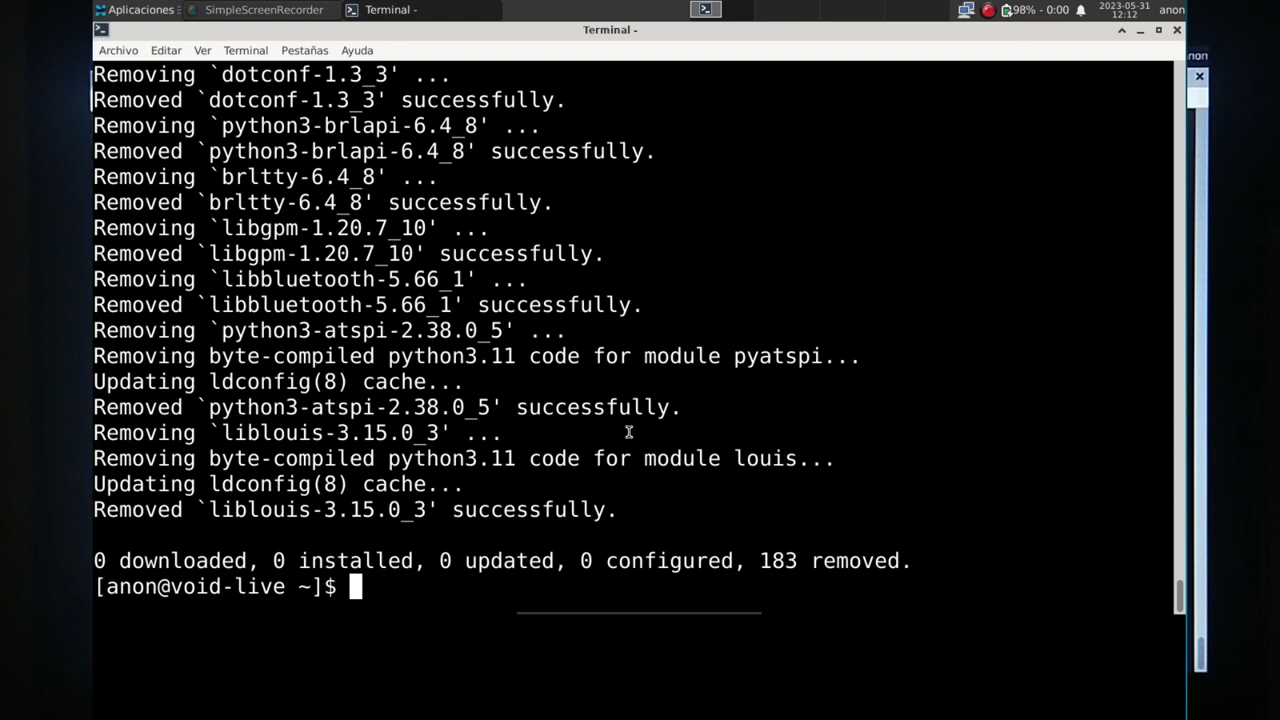 Aplicaciones
SimpleScreenRecorder
Terminal -
98% - 0:00
2023-05-31
12:12
anon
Terminal -
Archivo Editar Ver Terminal Pestañas Ayuda
non
Removing `dotconf-1.3_3' ...
Removed `dotconf-1.3_3' successfully.
Removing `python3-brlapi-6.4_8' ...
Removed `python3-brlapi-6.4_8' successfully.
Removing `brltty-6.4_8' ...
Removed `brltty-6.4_8' successfully.
Removing `libgpm-1.20.7_10' ...
Removed `libgpm-1.20.7_10' successfully.
Removing `libbluetooth-5.66_1' ...
Removed `libbluetooth-5.66_1' successfully.
Removing `python3-atspi-2.38.0_5' ...
Removing byte-compiled python3.11 code for module pyatspi...
Updating ldconfig(8) cache...
Removed `python3-atspi-2.38.0_5' successfully.
Removing `liblouis-3.15.0_3' ...
Removing byte-compiled python3.11 code for module louis...
Updating ldconfig(8) cache...
Removed `liblouis-3.15.0_3' successfully.
0 downloaded, 0 installed, 0 updated, 0 configured, 183 removed.
[anon@void-live ~]$